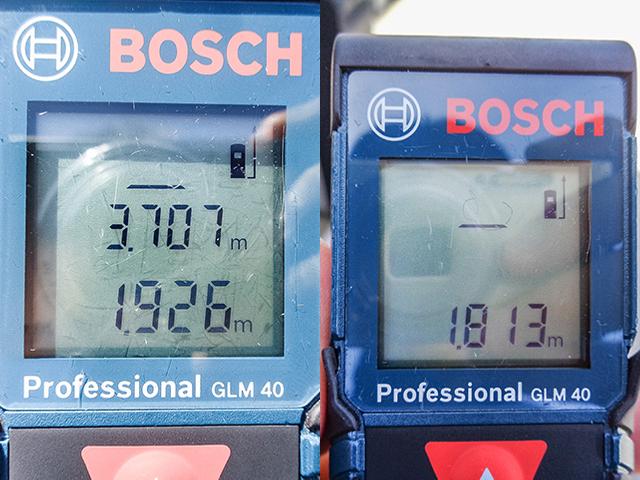 BOSCH
3.707 m
1.926 m
Professional GLM 40
BOSCH
1.813 m
Professional GLM 40